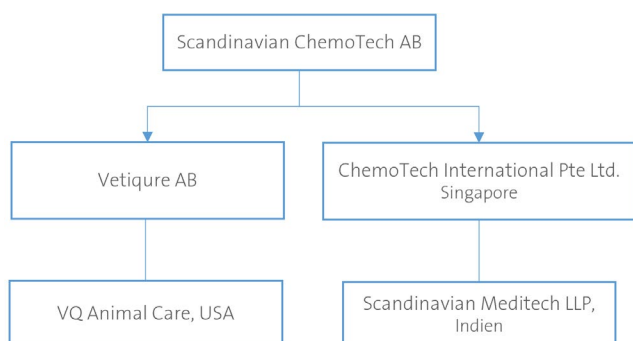 Scandinavian ChemoTech AB
Vetiqure AB
ChemoTech International Pte Ltd.
Singapore
VQ Animal Care, USA
Scandinavian Meditech LLP,
Indien